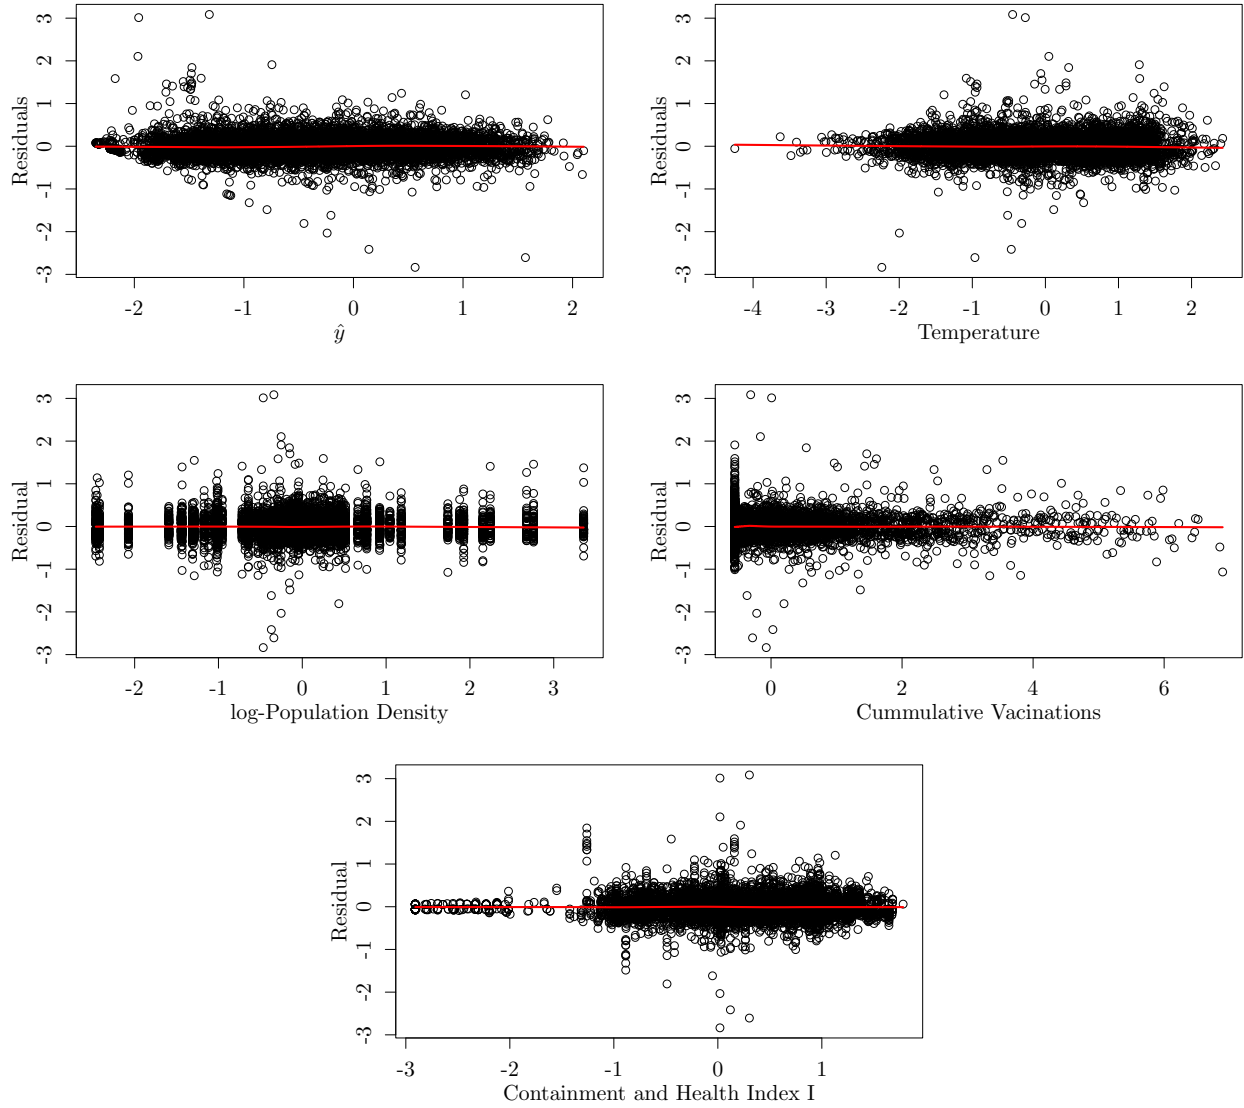 3
2
1
0
-1
-2
-3
Residuals
-2 -1 0 1 2
ŷ
3
2
1
0
-1
-2
-3
Residuals
-4 -3 -2 -1 0 1 2
Temperature
3
2
1
0
-1
-2
-3
Residual
-2 -1 0 1 2 3
log-Population Density
3
2
1
0
-1
-2
-3
Residual
0 2 4 6
Cummulative Vacinations
3
2
1
0
-1
-2
-3
Residual
-3 -2 -1 0 1
Containment and Health Index I